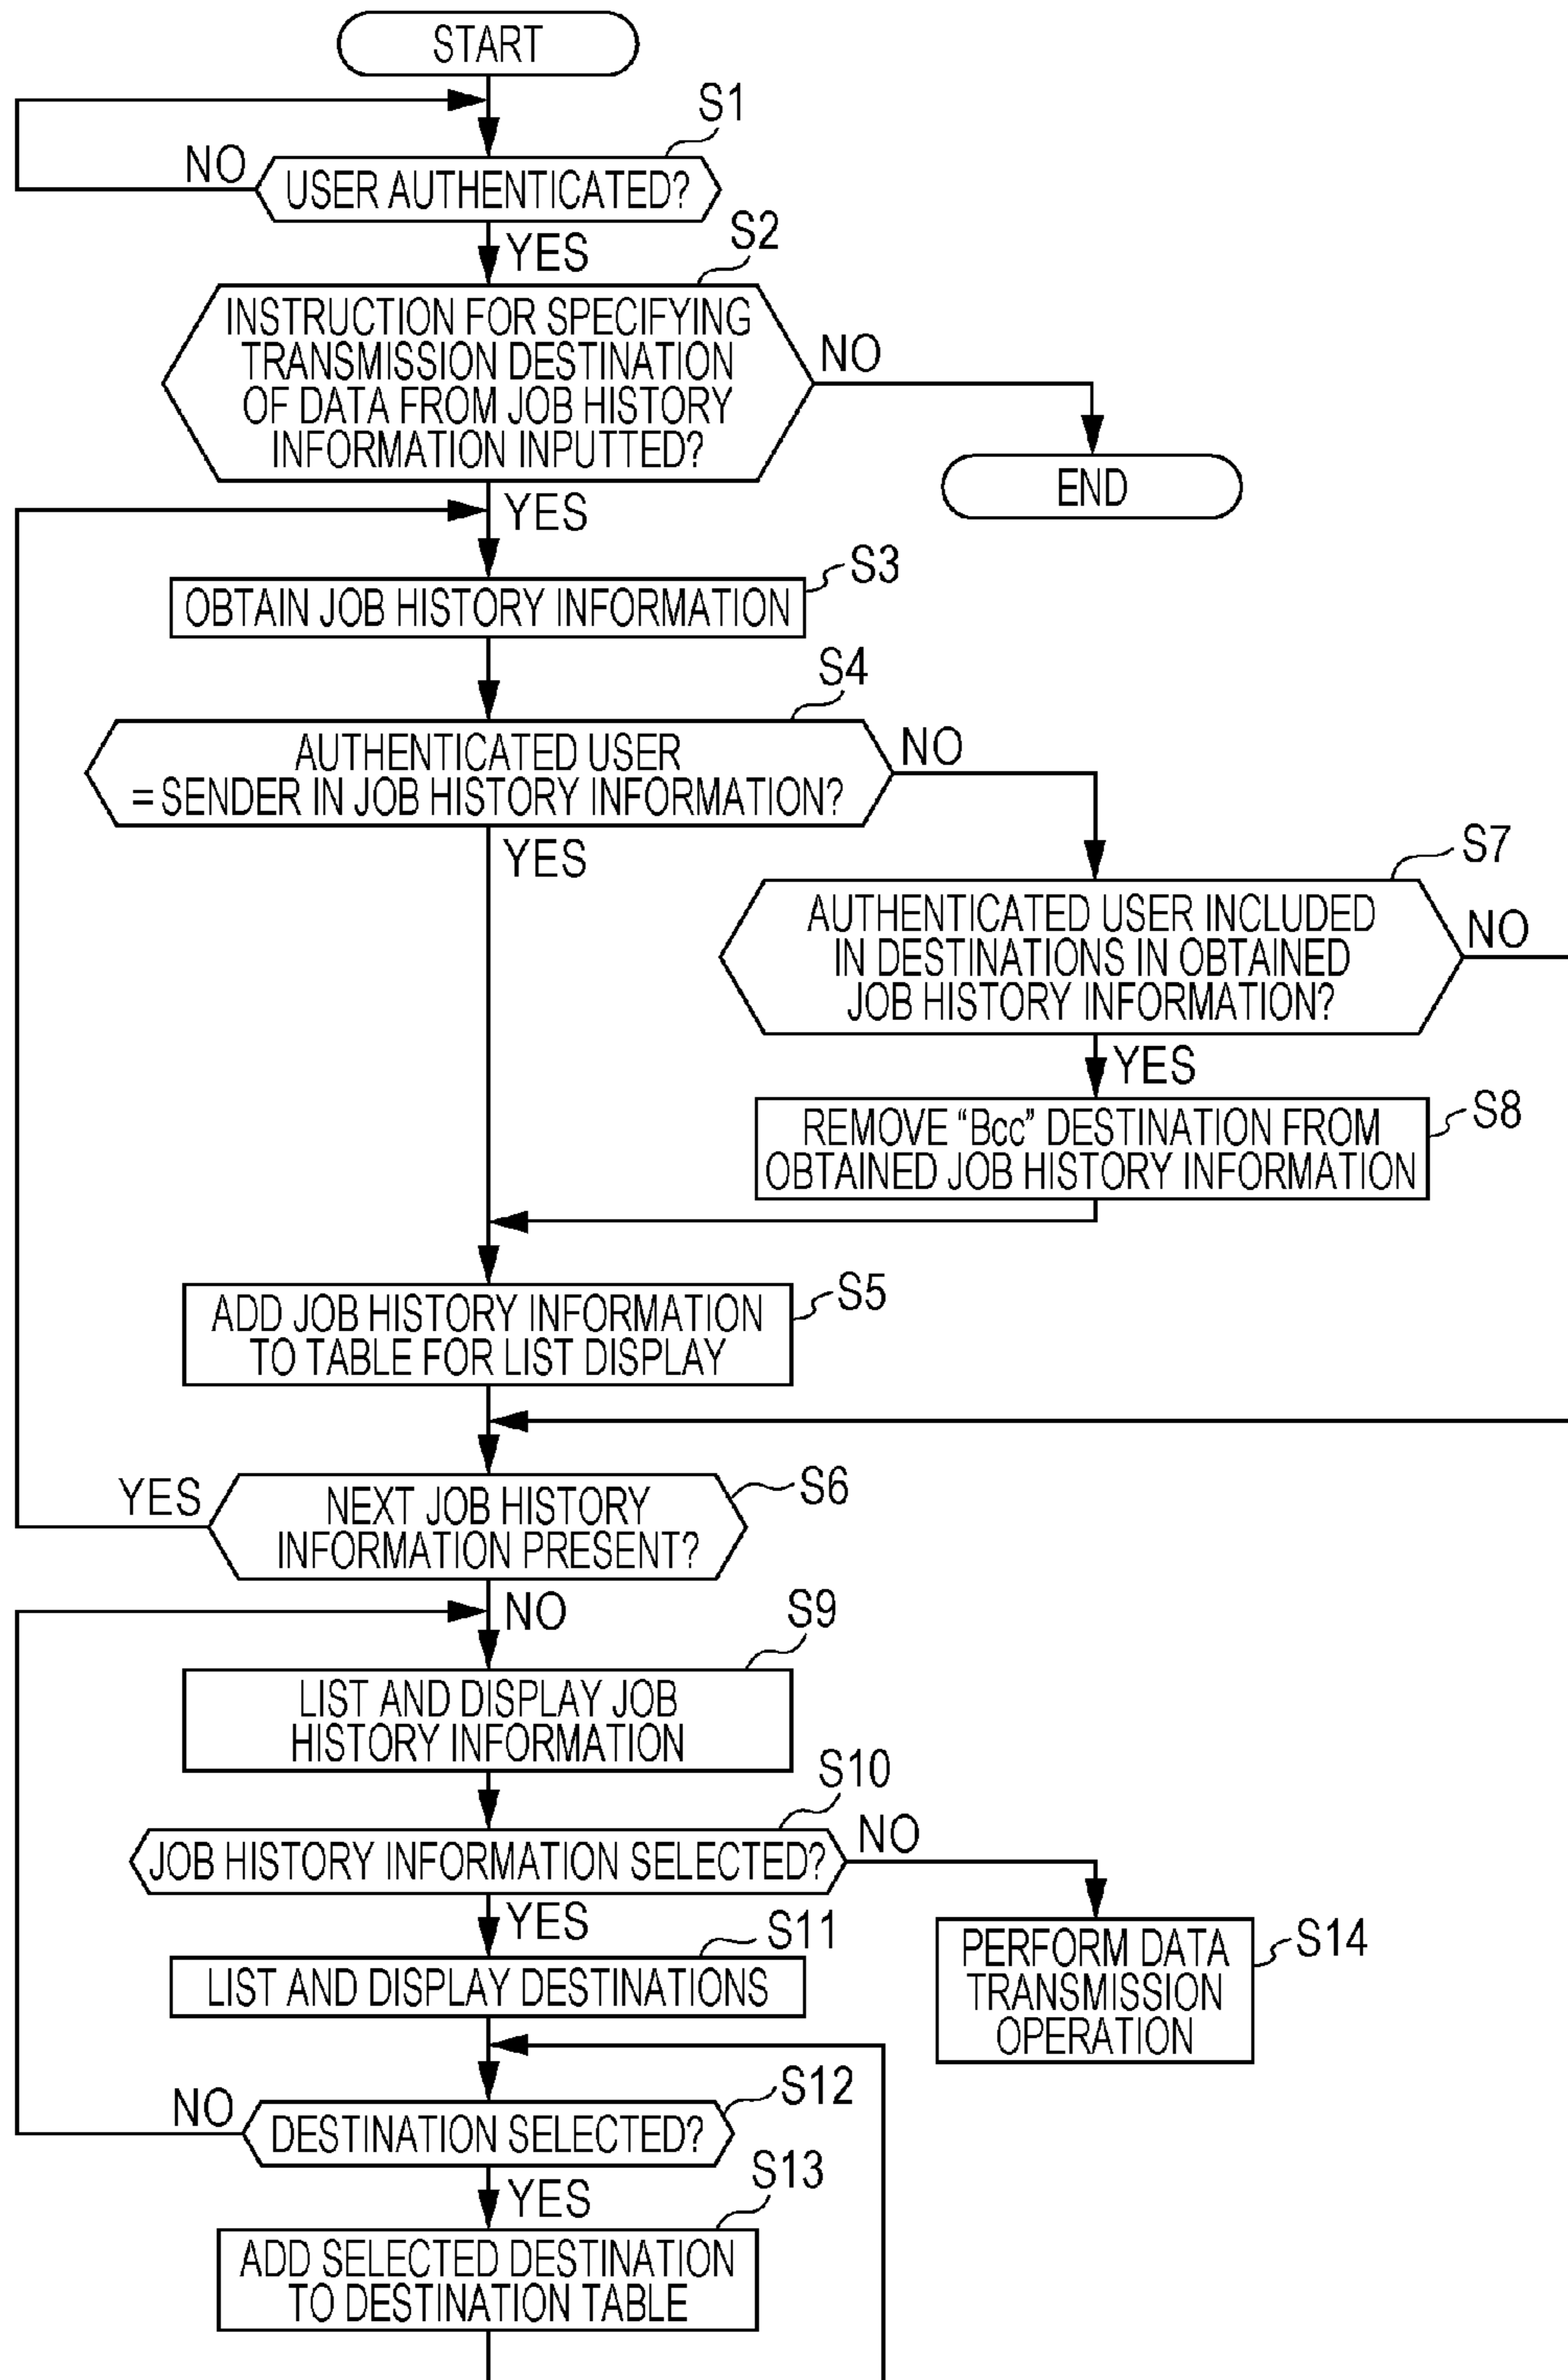 START
S1
NO
USER AUTHENTICATED?
S2
YES
INSTRUCTION FOR SPECIFYING
TRANSMISSION DESTINATION
OF DATA FROM JOB HISTORY
INFORMATION INPUTTED?
NO
END
YES
S3
OBTAIN JOB HISTORY INFORMATION
S4
AUTHENTICATED USER
= SENDER IN JOB HISTORY INFORMATION?
NO
YES
S7
AUTHENTICATED USER INCLUDED
IN DESTINATIONS IN OBTAINED
JOB HISTORY INFORMATION?
NO
YES
REMOVE “Bcc” DESTINATION FROM
OBTAINED JOB HISTORY INFORMATION
S8
ADD JOB HISTORY INFORMATION
TO TABLE FOR LIST DISPLAY
S5
YES
NEXT JOB HISTORY
INFORMATION PRESENT?
S6
NO
S9
LIST AND DISPLAY JOB
HISTORY INFORMATION
S10
JOB HISTORY INFORMATION SELECTED?
NO
YES
S11
LIST AND DISPLAY DESTINATIONS
PERFORM DATA
TRANSMISSION
OPERATION
S14
NO
DESTINATION SELECTED?
S12
YES
S13
ADD SELECTED DESTINATION
TO DESTINATION TABLE